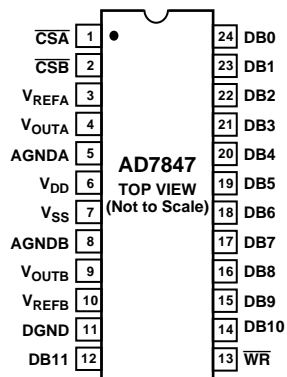 CSA 1 24 DB0
CSB 2 23 DB1
VREFA 3 22 DB2
VOUTA 4 21 DB3
AGNDA 5 20 DB4
AD7847
VDD 6 19 DB5
TOP VIEW
VSS 7 (Not to Scale) 18 DB6
AGNDB 8 17 DB7
VOUTB 9 16 DB8
VREFB 10 15 DB9
DGND 11 14 DB10
DB11 12 13 WR